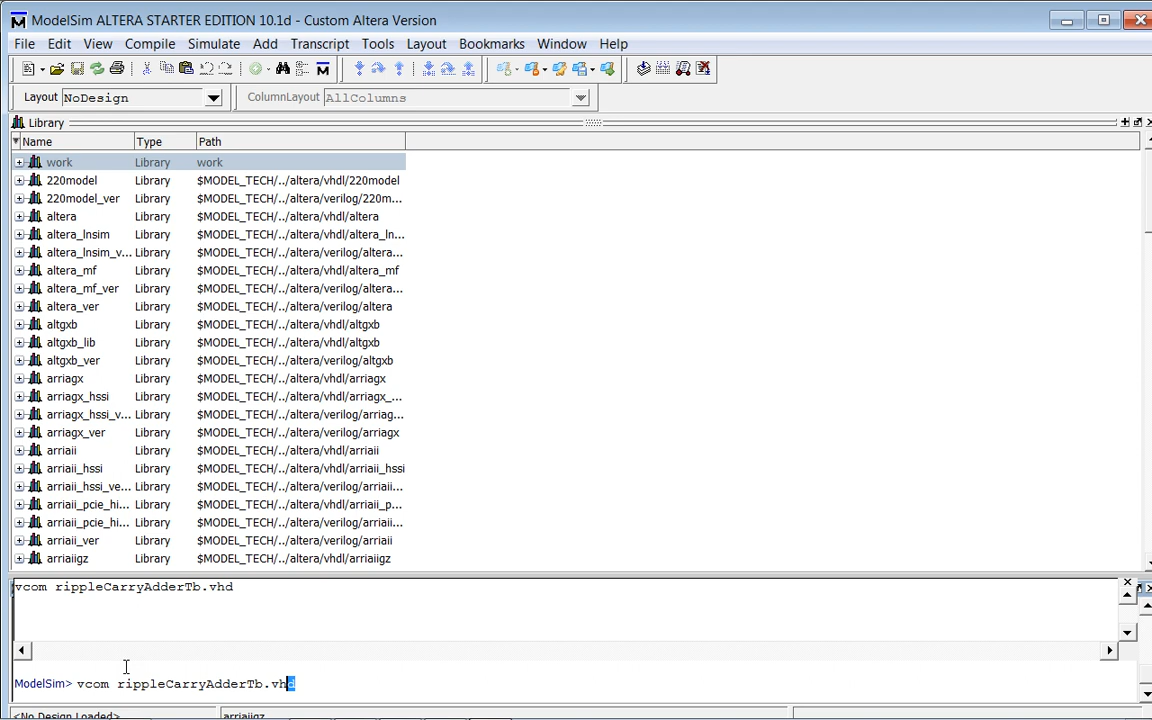 ModelSim ALTERA STARTER EDITION 10.1d - Custom Altera Version
File Edit View Compile Simulate Add Transcript Tools Layout Bookmarks Window Help
Layout NoDesign ColumnLayout AllColumns
Library
Name Type Path
work Library work
220model Library $MODEL_TECH/../altera/vhdl/220model
220model_ver Library $MODEL_TECH/../altera/verilog/220m...
altera Library $MODEL_TECH/../altera/vhdl/altera
altera_lnsim Library $MODEL_TECH/../altera/vhdl/altera_ln...
altera_lnsim_v... Library $MODEL_TECH/../altera/verilog/altera...
altera_mf Library $MODEL_TECH/../altera/vhdl/altera_mf
altera_mf_ver Library $MODEL_TECH/../altera/verilog/altera...
altera_ver Library $MODEL_TECH/../altera/verilog/altera
altgxb Library $MODEL_TECH/../altera/vhdl/altgxb
altgxb_lib Library $MODEL_TECH/../altera/vhdl/altgxb
altgxb_ver Library $MODEL_TECH/../altera/verilog/altgxb
arriagx Library $MODEL_TECH/../altera/vhdl/arriagx
arriagx_hssi Library $MODEL_TECH/../altera/vhdl/arriagx_...
arriagx_hssi_v... Library $MODEL_TECH/../altera/verilog/arriag...
arriagx_ver Library $MODEL_TECH/../altera/verilog/arriagx
arriaii Library $MODEL_TECH/../altera/vhdl/arriaii
arriaii_hssi Library $MODEL_TECH/../altera/vhdl/arriaii_hssi
arriaii_hssi_ve... Library $MODEL_TECH/../altera/verilog/arriaii...
arriaii_pcie_hi... Library $MODEL_TECH/../altera/vhdl/arriaii_p...
arriaii_pcie_hi... Library $MODEL_TECH/../altera/verilog/arriaii...
arriaii_ver Library $MODEL_TECH/../altera/verilog/arriaii
arriaiigz Library $MODEL_TECH/../altera/vhdl/arriaiigz
vcom rippleCarryAdderTb.vhd
ModelSim> vcom rippleCarryAdderTb.vhd
<No Design Loaded> arriaiigz